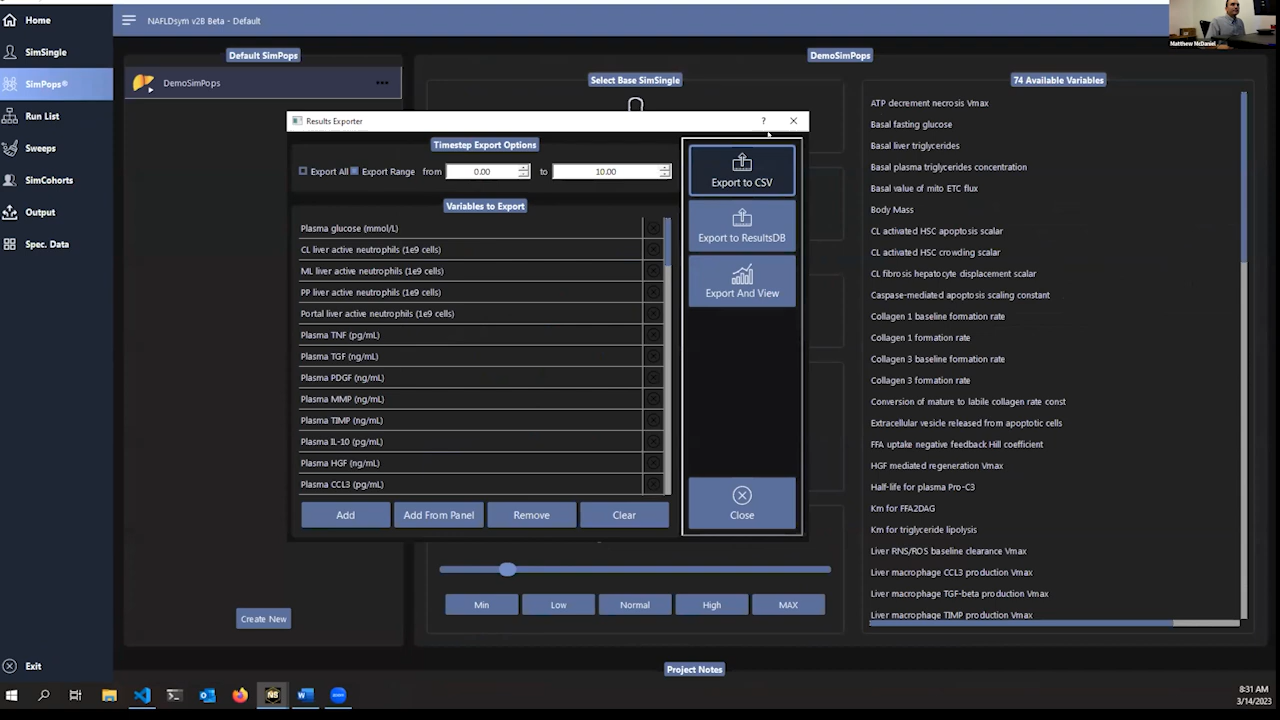 Home
SimSingle
SimPops®
Run List
Sweeps
SimCohorts
Output
Spec. Data
Exit
NAFLDsym v2B Beta - Default
Matthew McDaniel
Default SimPops
DemoSimPops
Create New
DemoSimPops
Select Base SimSingle
Results Exporter
?
Timestep Export Options
Export All
Export Range
from
0.00
to
10.00
Variables to Export
Plasma glucose (mmol/L)
CL liver active neutrophils (1e9 cells)
ML liver active neutrophils (1e9 cells)
PP liver active neutrophils (1e9 cells)
Portal liver active neutrophils (1e9 cells)
Plasma TNF (pg/mL)
Plasma TGF (ng/mL)
Plasma PDGF (ng/mL)
Plasma MMP (ng/mL)
Plasma TIMP (ng/mL)
Plasma IL-10 (pg/mL)
Plasma HGF (ng/mL)
Plasma CCL3 (pg/mL)
Add
Add From Panel
Remove
Clear
Export to CSV
Export to ResultsDB
Export And View
Close
Min
Low
Normal
High
MAX
74 Available Variables
ATP decrement necrosis Vmax
Basal fasting glucose
Basal liver triglycerides
Basal plasma triglycerides concentration
Basal value of mito ETC flux
Body Mass
CL activated HSC apoptosis scalar
CL activated HSC crowding scalar
CL fibrosis hepatocyte displacement scalar
Caspase-mediated apoptosis scaling constant
Collagen 1 baseline formation rate
Collagen 1 formation rate
Collagen 3 baseline formation rate
Collagen 3 formation rate
Conversion of mature to labile collagen rate const
Extracellular vesicle released from apoptotic cells
FFA uptake negative feedback Hill coefficient
HGF mediated regeneration Vmax
Half-life for plasma Pro-C3
Km for FFA2DAG
Km for triglyceride lipolysis
Liver RNS/ROS baseline clearance Vmax
Liver macrophage CCL3 production Vmax
Liver macrophage TGF-beta production Vmax
Liver macrophage TIMP production Vmax
Project Notes
8:31 AM
3/14/2023